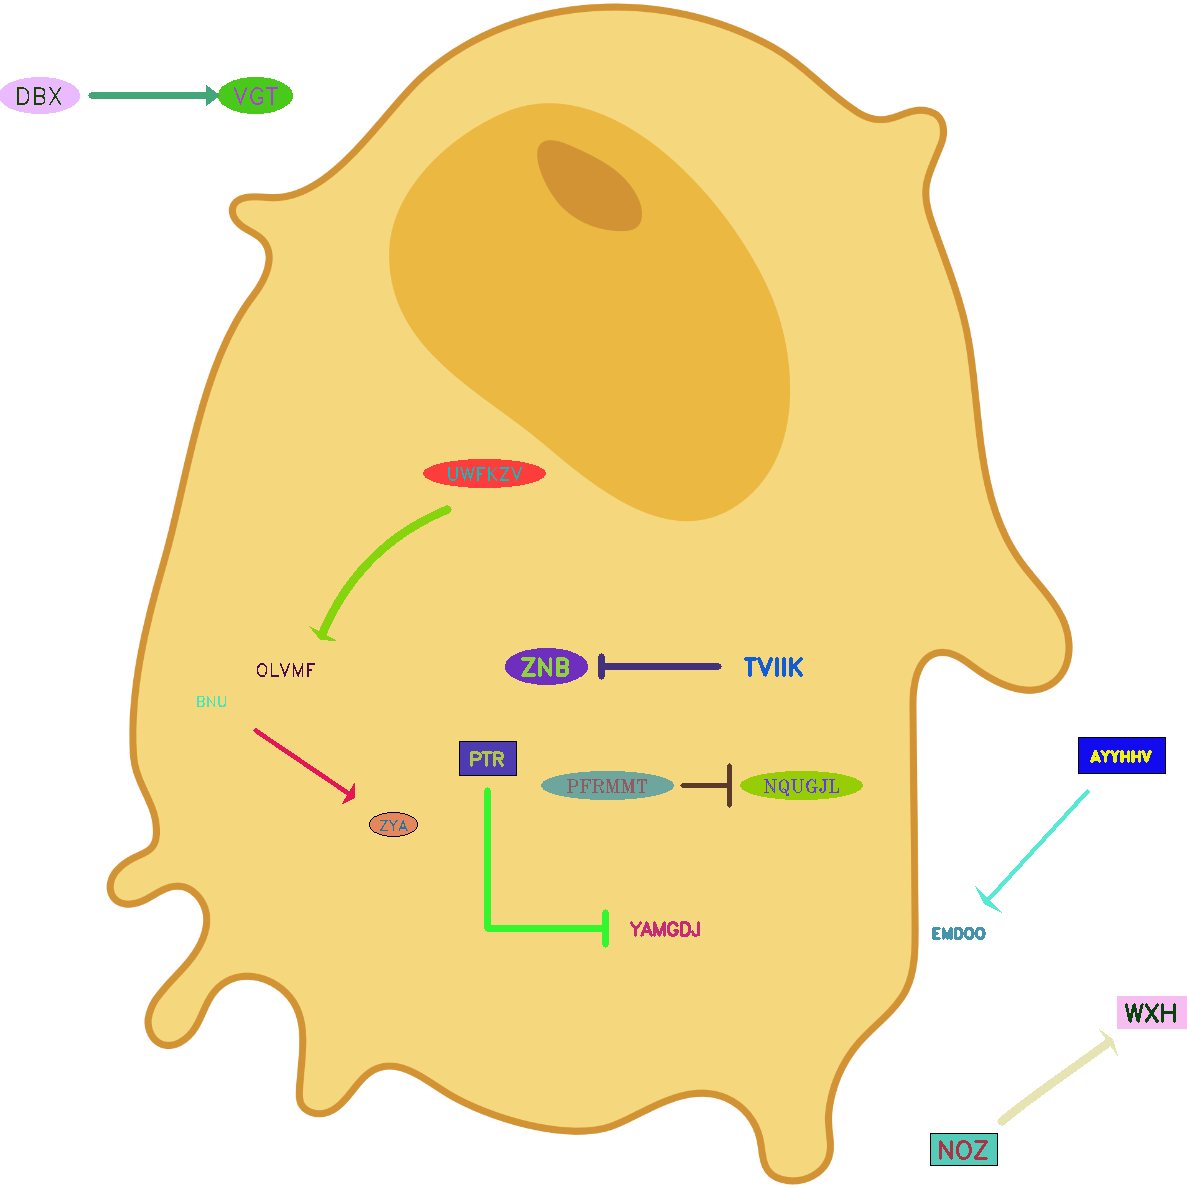 DBX
VGT
UWFKZV
OLVMF
ZNB
TVIIK
BNU
PTR
AYYHHV
PFRMMT
NQUGJL
ZYA
YAMGDJ
EMDOO
WXH
NOZ